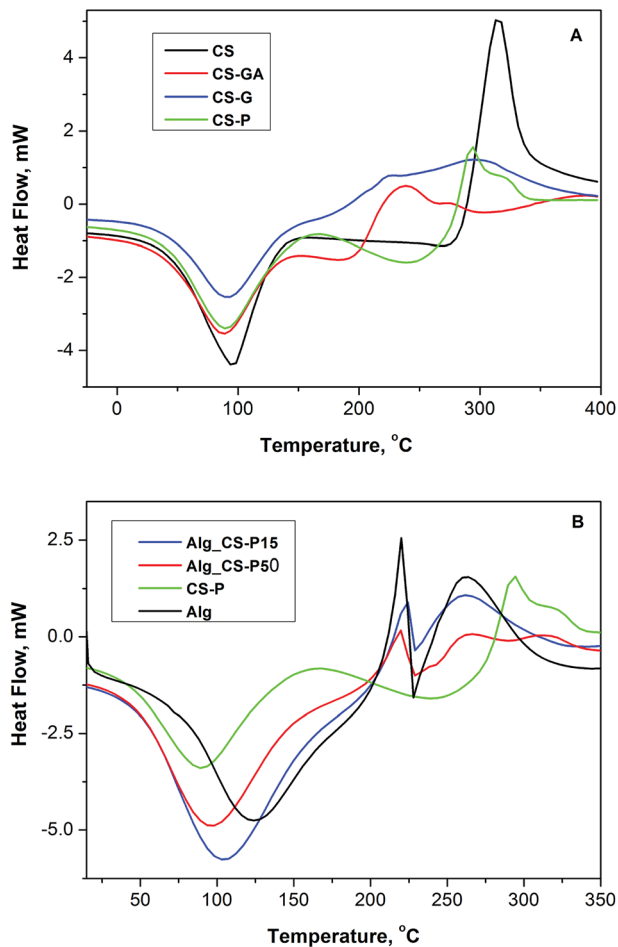 A
CS
CS-GA
CS-G
CS-P
Heat Flow, mW
4
2
0
-2
-4
0 100 200 300 400
Temperature, °C
B
Alg_CS-P15
Alg_CS-P50
CS-P
Alg
Heat Flow, mW
2.5
0.0
-2.5
-5.0
50 100 150 200 250 300 350
Temperature, °C